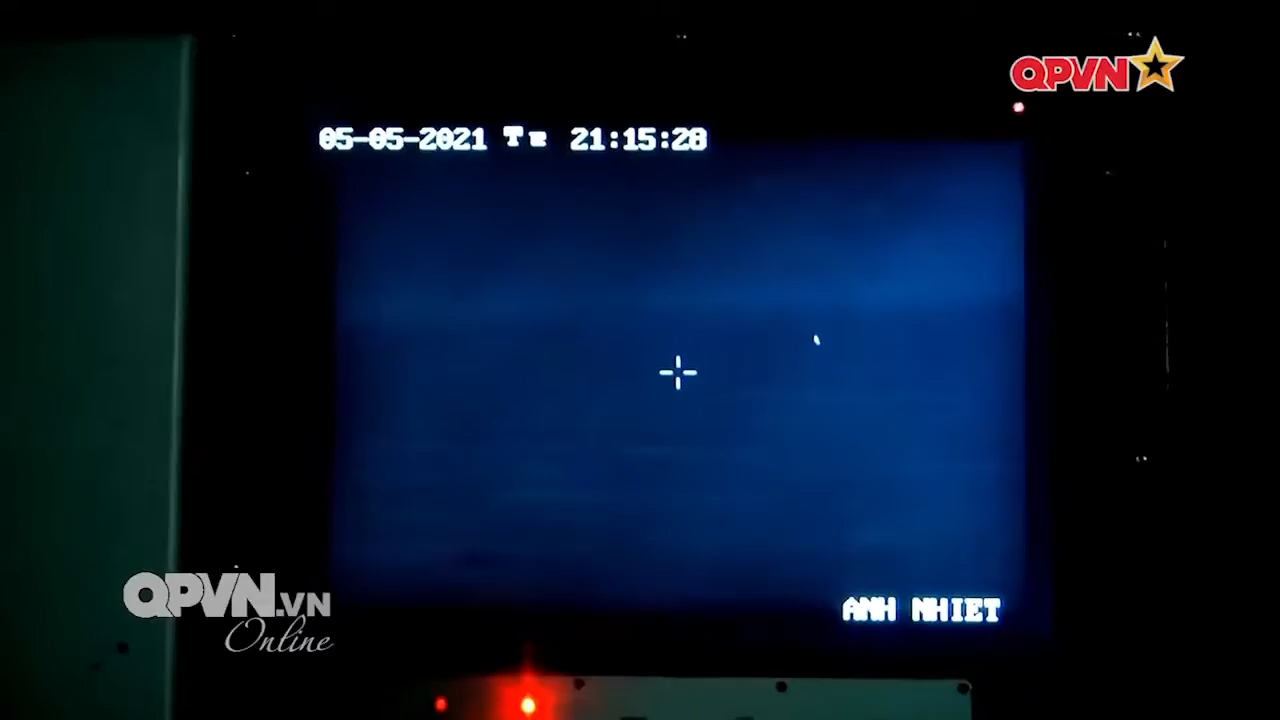 QPVN
05-05-2021 T 21:15:28
QPVN.VN
Online
ANH NHIET